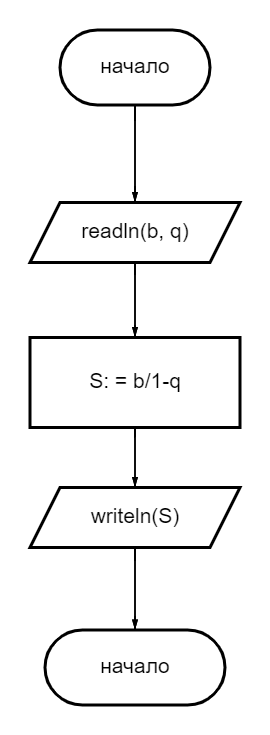 начало
readln(b, q)
S: = b/1-q
writeln(S)
начало